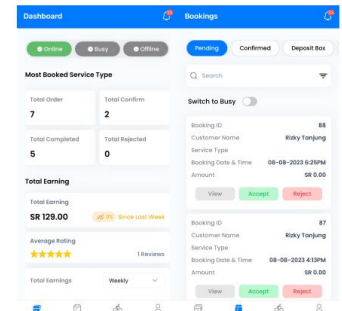 Dashboard
Online
Busy
Offline
Most Booked Service Type
Total Order
7
Total Confirm
2
Total Completed
5
Total Rejected
0
Total Earning
Total Earning
SR 129.00
Since Last Week
Average Rating
1 Reviews
Total Earnings
Weekly
Bookings
Pending
Confirmed
Deposit Box
Search
Switch to Busy
Booking ID 88
Customer Name Rizky Tanjung
Service Type
Booking Date & Time 08-08-2023 6:25PM
Amount SR 0.00
View Accept Reject
Booking ID 87
Customer Name Rizky Tanjung
Service Type
Booking Date & Time 08-08-2023 4:13PM
Amount SR 0.00
View Accept Reject